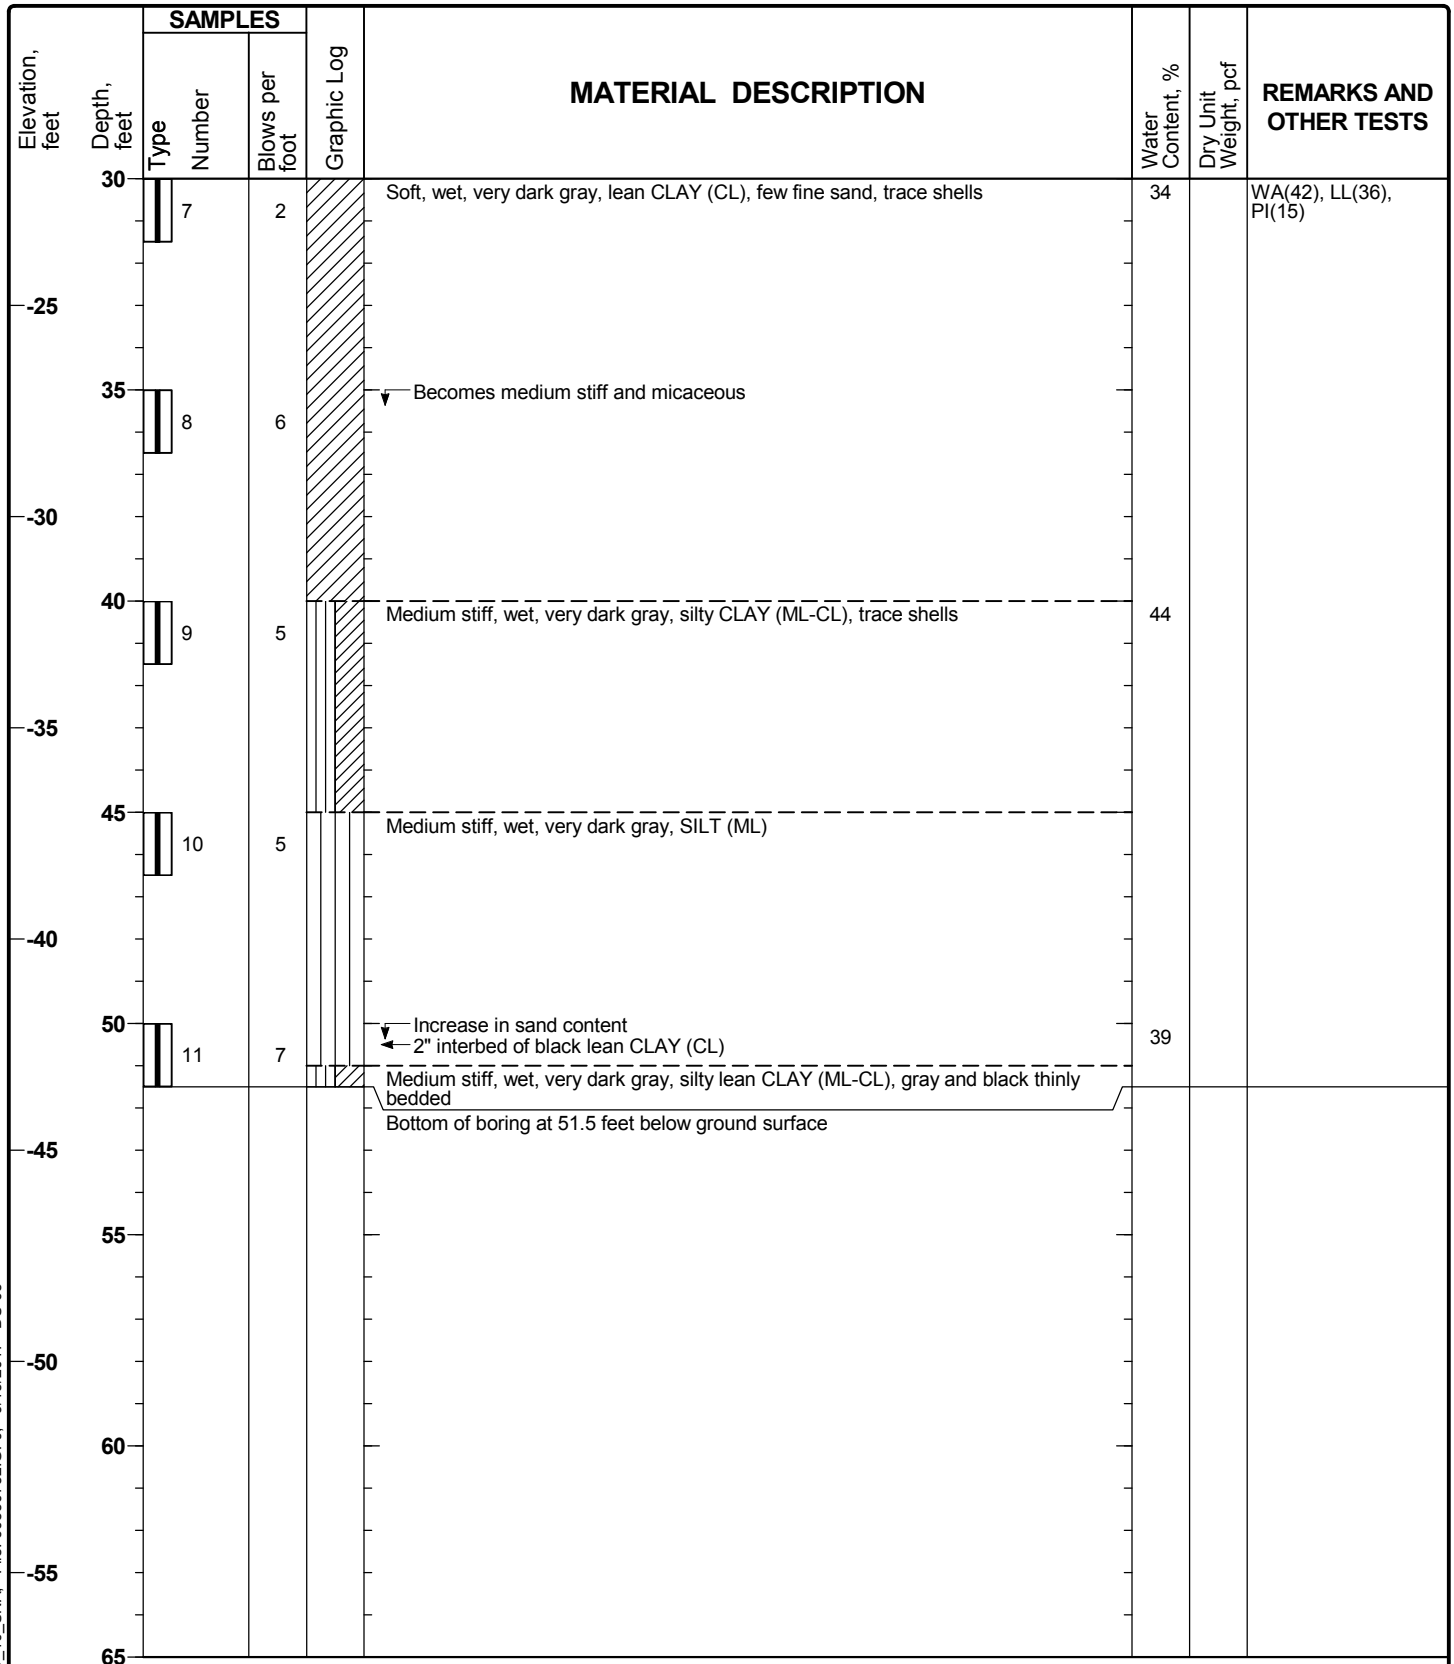 SAMPLES
Elevation,
feet
Depth,
feet
Type
Number
Blows per
foot
Graphic Log
MATERIAL DESCRIPTION
Water
Content, %
Dry Unit
Weight, pcf
REMARKS AND
OTHER TESTS
30
7
2
Soft, wet, very dark gray, lean CLAY (CL), few fine sand, trace shells
34
WA(42), LL(36),
PI(15)
-25
35
Becomes medium stiff and micaceous
8
6
-30
40
Medium stiff, wet, very dark gray, silty CLAY (ML-CL), trace shells
44
9
5
-35
45
Medium stiff, wet, very dark gray, SILT (ML)
10
5
-40
50
Increase in sand content
2" interbed of black lean CLAY (CL)
39
11
7
Medium stiff, wet, very dark gray, silty lean CLAY (ML-CL), gray and black thinly
bedded
Bottom of boring at 51.5 feet below ground surface
-45
55
-50
60
-55
65